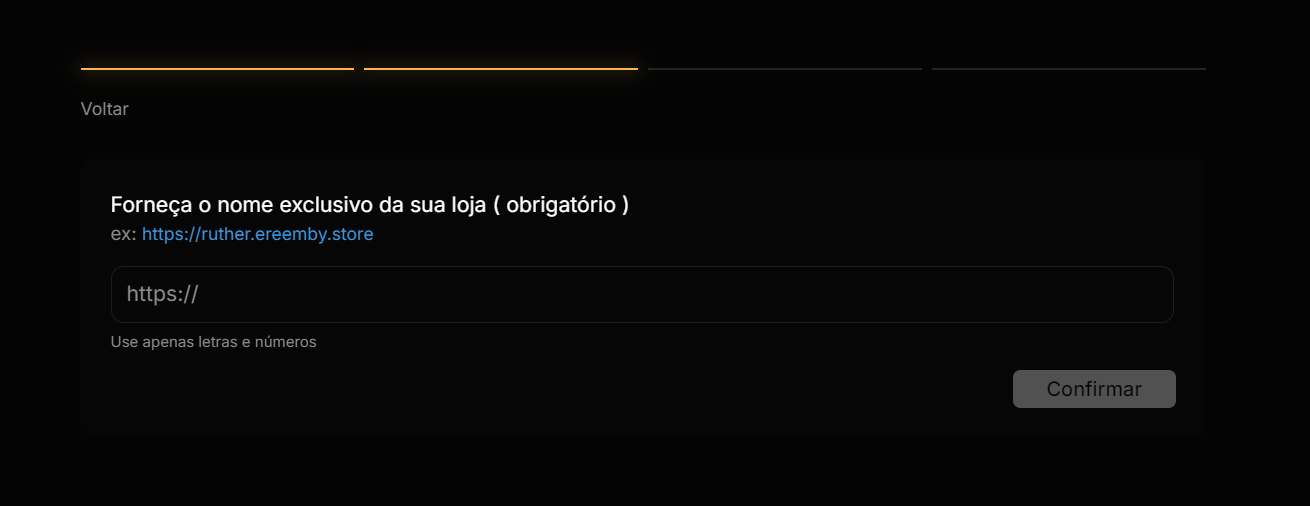 Voltar
Forneça o nome exclusivo da sua loja ( obrigatório )
ex: https://ruther.ereemby.store
https://
Use apenas letras e números
Confirmar